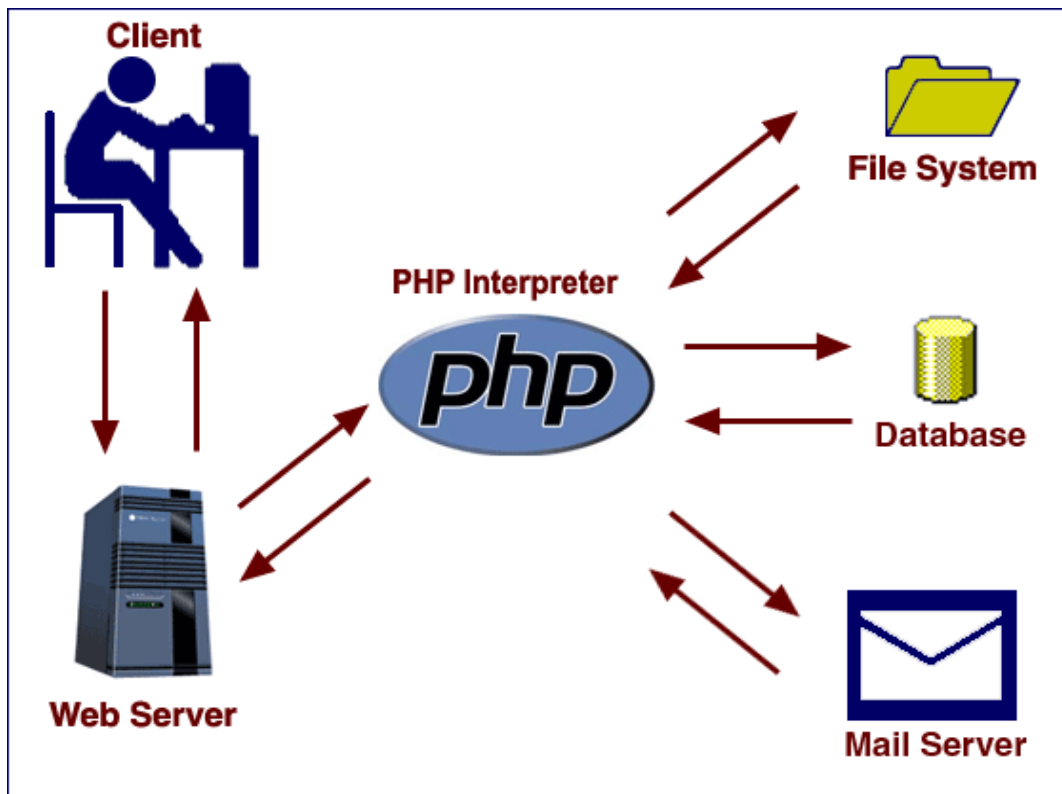 Client
File System
PHP Interpreter
php
Database
Web Server
Mail Server